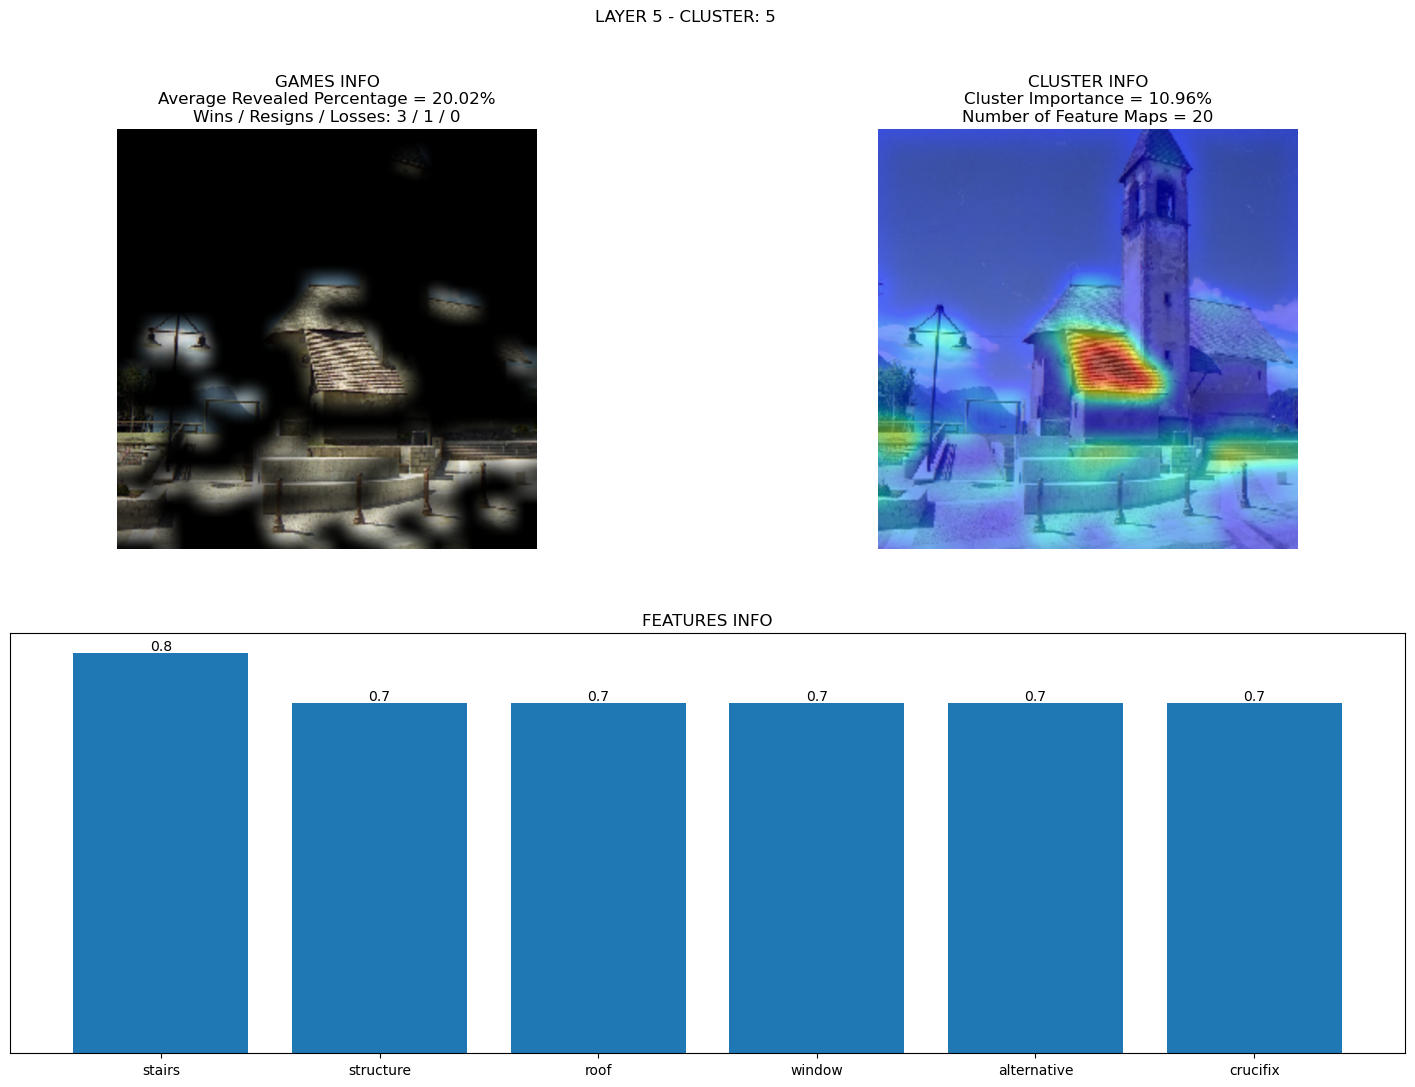 LAYER 5 - CLUSTER: 5
GAMES INFO
Average Revealed Percentage = 20.02%
Wins / Resigns / Losses: 3 / 1 / 0
CLUSTER INFO
Cluster Importance = 10.96%
Number of Feature Maps = 20
FEATURES INFO
0.8
0.7
0.7
0.7
0.7
0.7
stairs
structure
roof
window
alternative
crucifix